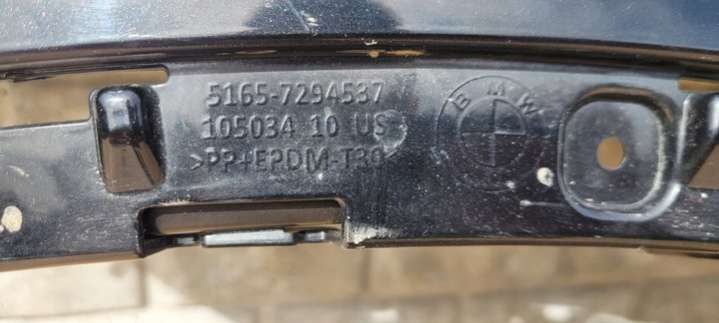 5165-7294537
105034 10 US
>PP+EPDM-T30<
BMW